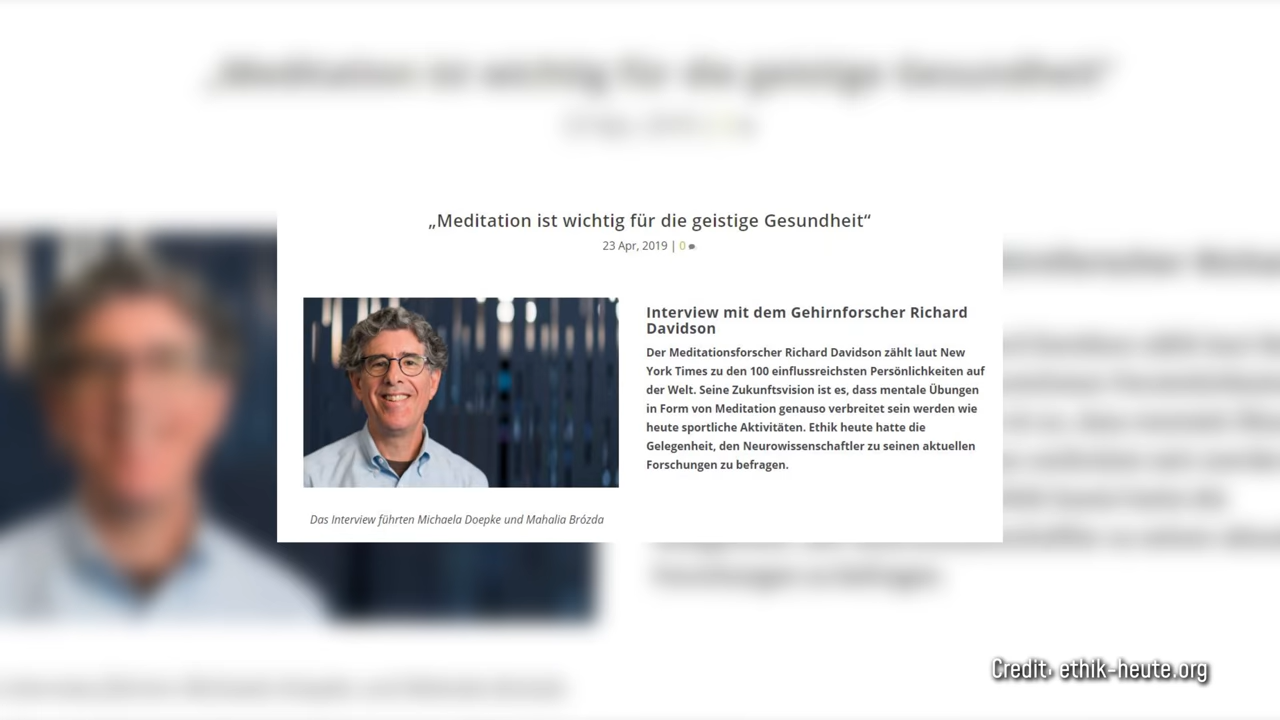 „Meditation ist wichtig für die geistige Gesundheit“
23 Apr, 2019 | 0
Interview mit dem Gehirnforscher Richard
Davidson
Der Meditationsforscher Richard Davidson zählt laut New
York Times zu den 100 einflussreichsten Persönlichkeiten auf
der Welt. Seine Zukunftsvision ist es, dass mentale Übungen
in Form von Meditation genauso verbreitet sein werden wie
heute sportliche Aktivitäten. Ethik heute hatte die
Gelegenheit, den Neurowissenschaftler zu seinen aktuellen
Forschungen zu befragen.
Das Interview führten Michaela Doepke und Mahalia Brózda
Credit: ethik-heute.org